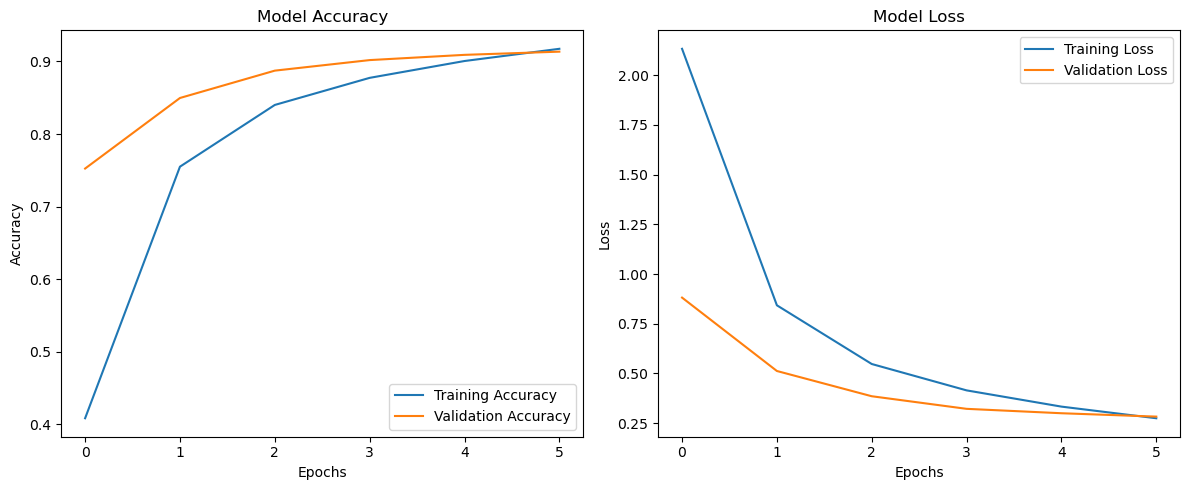 Model Accuracy
Accuracy
0.9
0.8
0.7
0.6
0.5
0.4
Training Accuracy
Validation Accuracy
0 1 2 3 4 5
Epochs
Model Loss
Loss
2.00
1.75
1.50
1.25
1.00
0.75
0.50
0.25
Training Loss
Validation Loss
0 1 2 3 4 5
Epochs